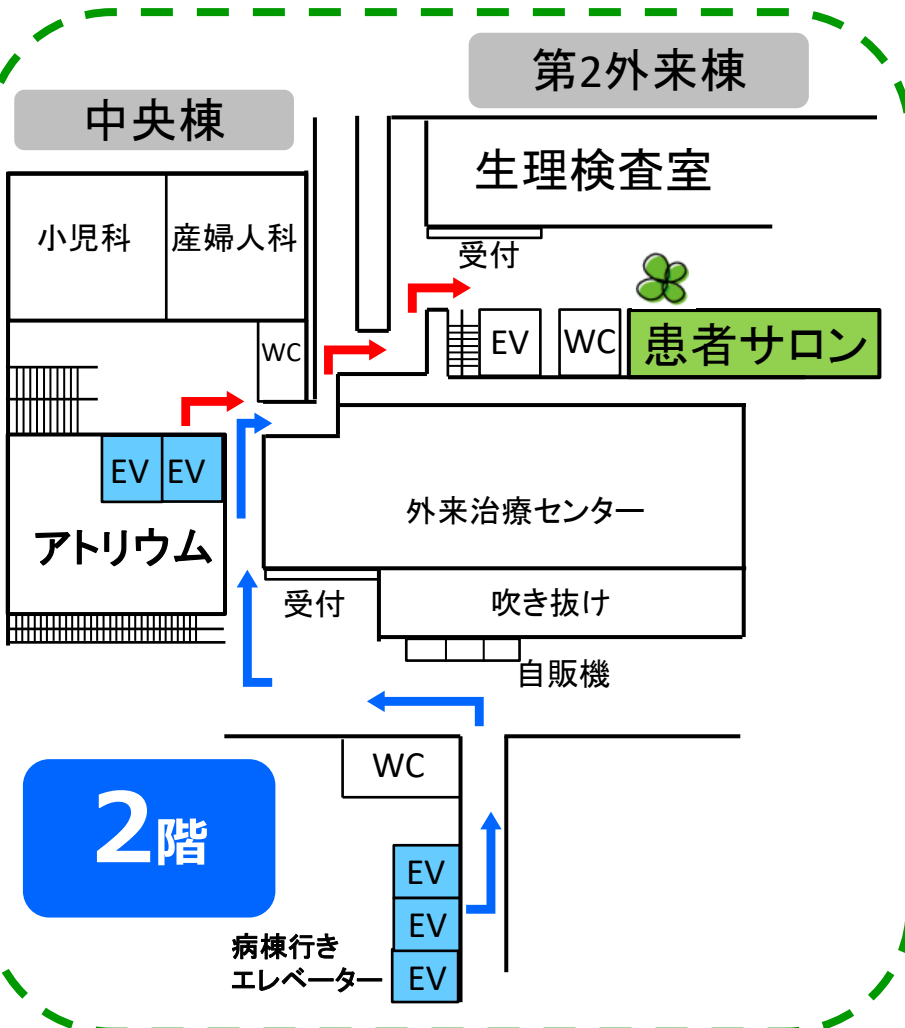 第2外来棟
中央棟
生理検査室
小児科
産婦人科
受付
WC
EV
WC
患者サロン
EV
EV
外来治療センター
アトリウム
受付
吹き抜け
自販機
WC
2階
EV
EV
病棟行き
エレベーター
EV